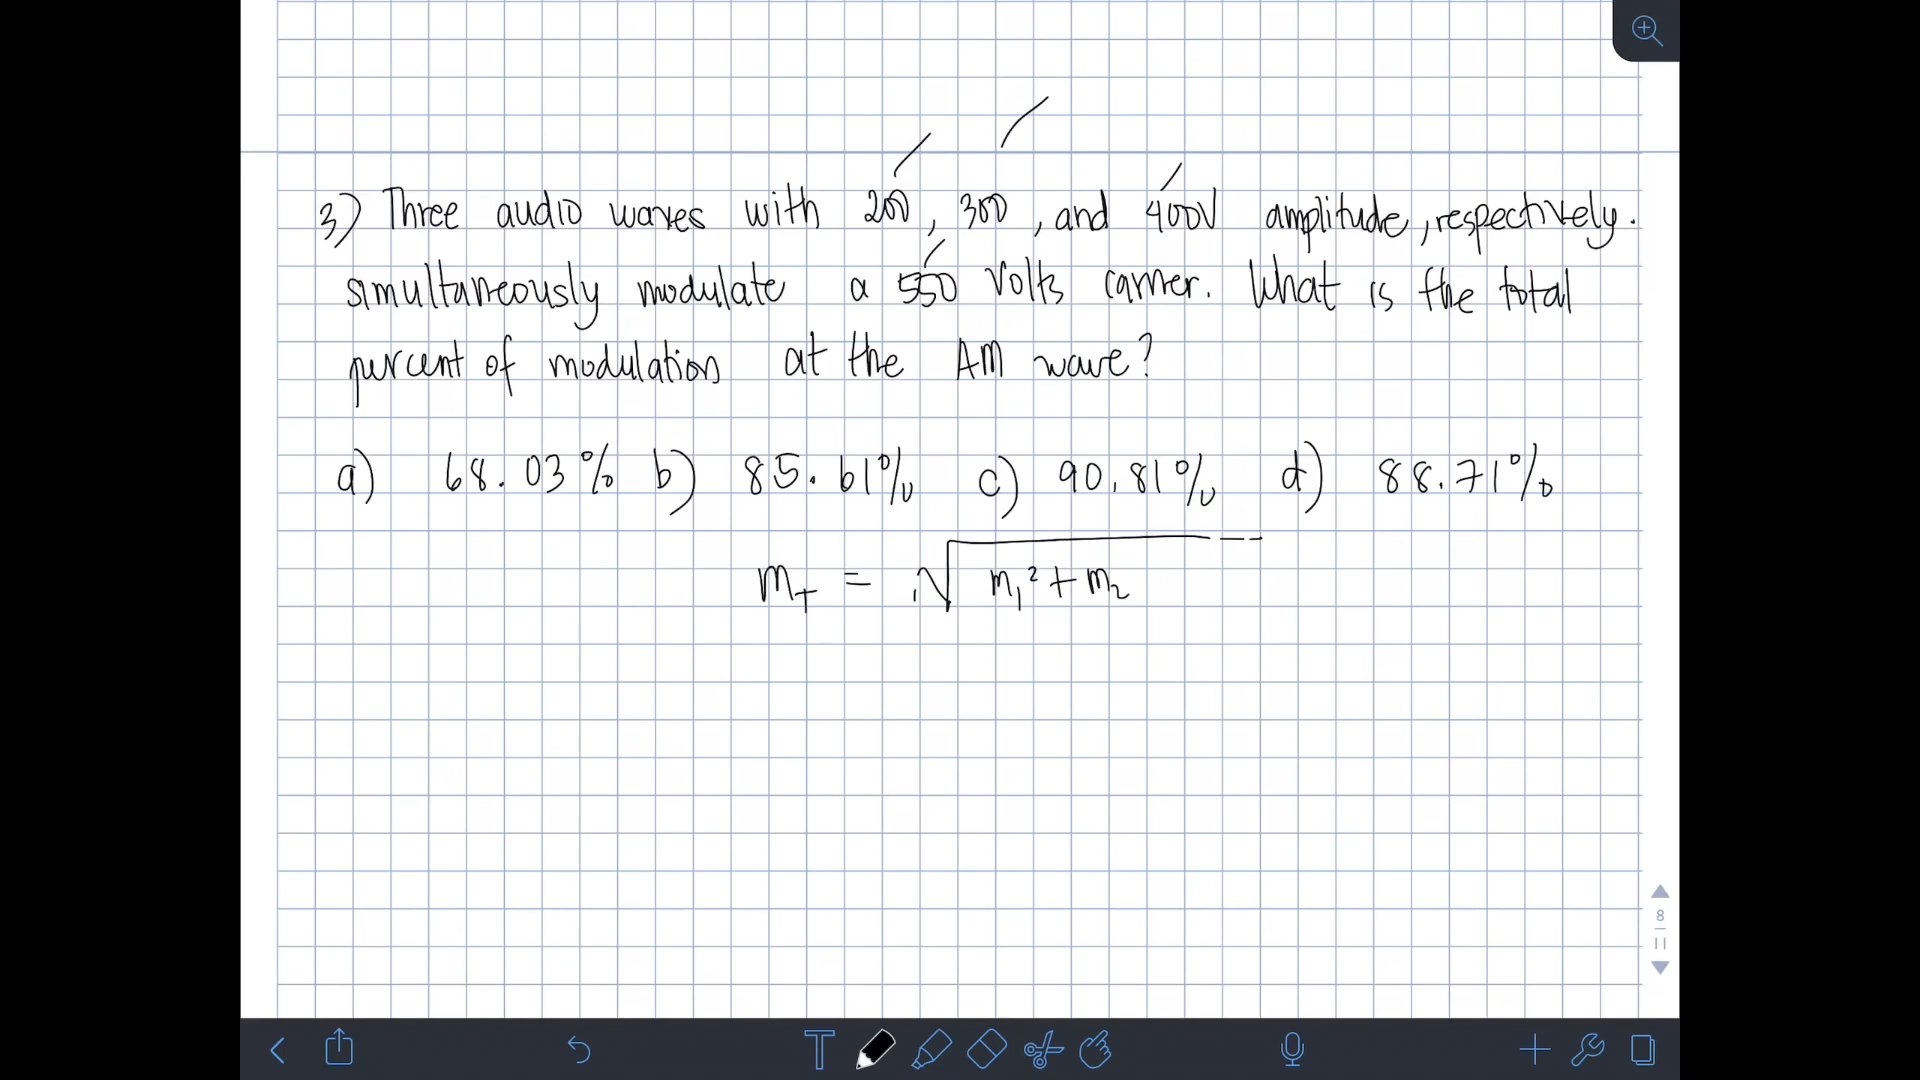 3) Three audio waves with 200, 300, and 400V amplitude, respectively.
simultaneously modulate a 550 Volts carrier. What is the total
percent of modulation at the AM wave?
a) 68.03% b) 85.61% c) 90.81% d) 88.71%
mT = √m₁² + m₂
8
11
T